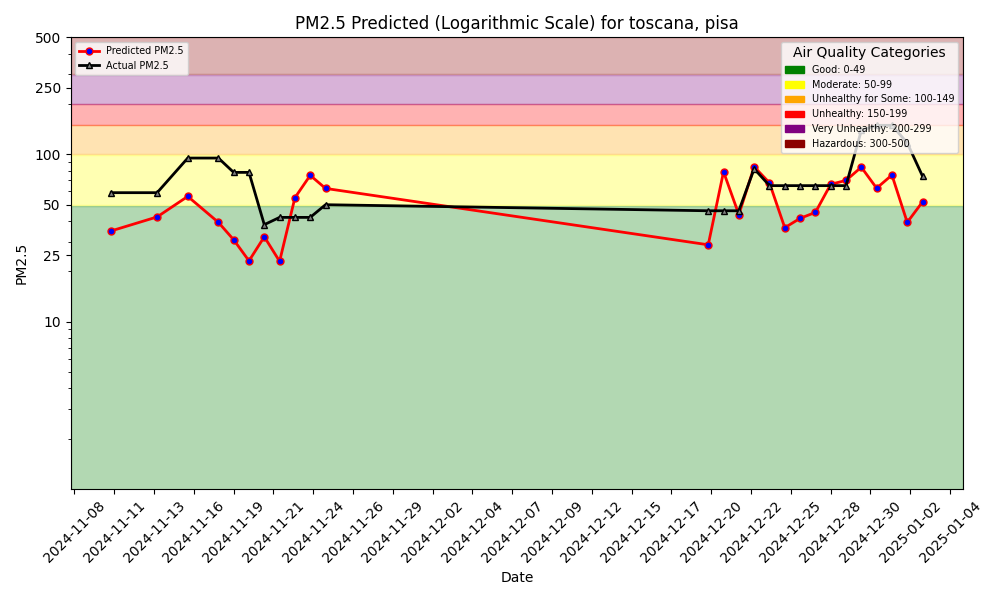 PM2.5 Predicted (Logarithmic Scale) for toscana, pisa
Predicted PM2.5
Actual PM2.5
Air Quality Categories
Good: 0-49
Moderate: 50-99
Unhealthy for Some: 100-149
Unhealthy: 150-199
Very Unhealthy: 200-299
Hazardous: 300-500
500
250
100
50
25
10
PM2.5
2024-11-08
2024-11-11
2024-11-13
2024-11-16
2024-11-19
2024-11-21
2024-11-24
2024-11-26
2024-11-29
2024-12-02
2024-12-04
2024-12-07
2024-12-09
2024-12-12
2024-12-15
2024-12-17
2024-12-20
2024-12-22
2024-12-25
2024-12-28
2024-12-30
2025-01-02
2025-01-04
Date